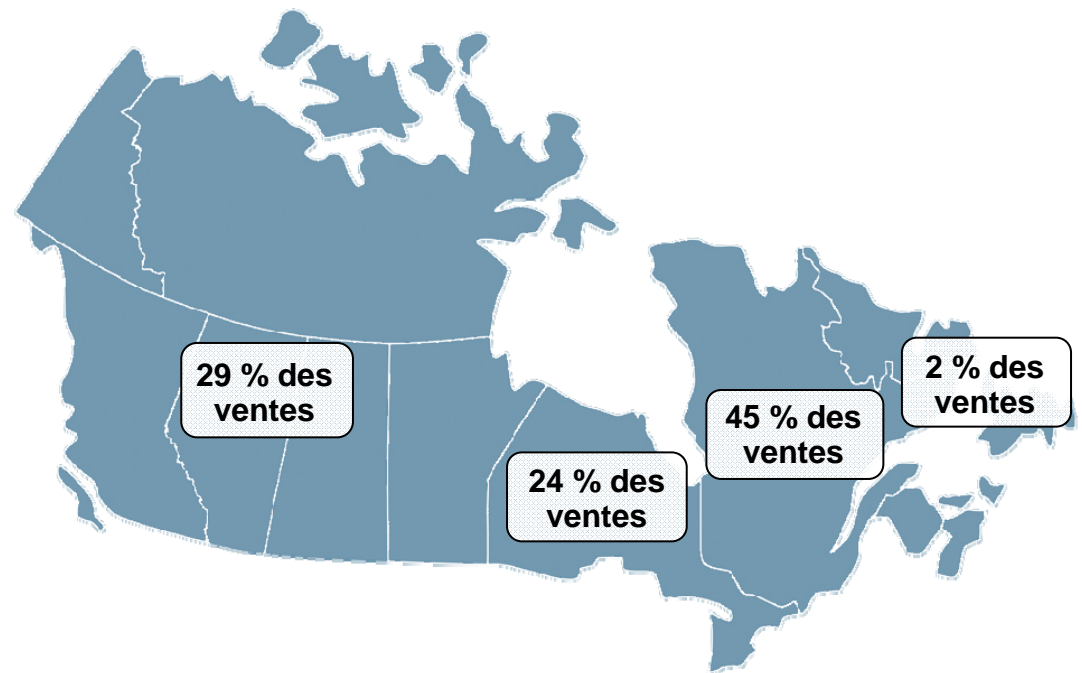 29 % des
ventes
24 % des
ventes
45 % des
ventes
2 % des
ventes